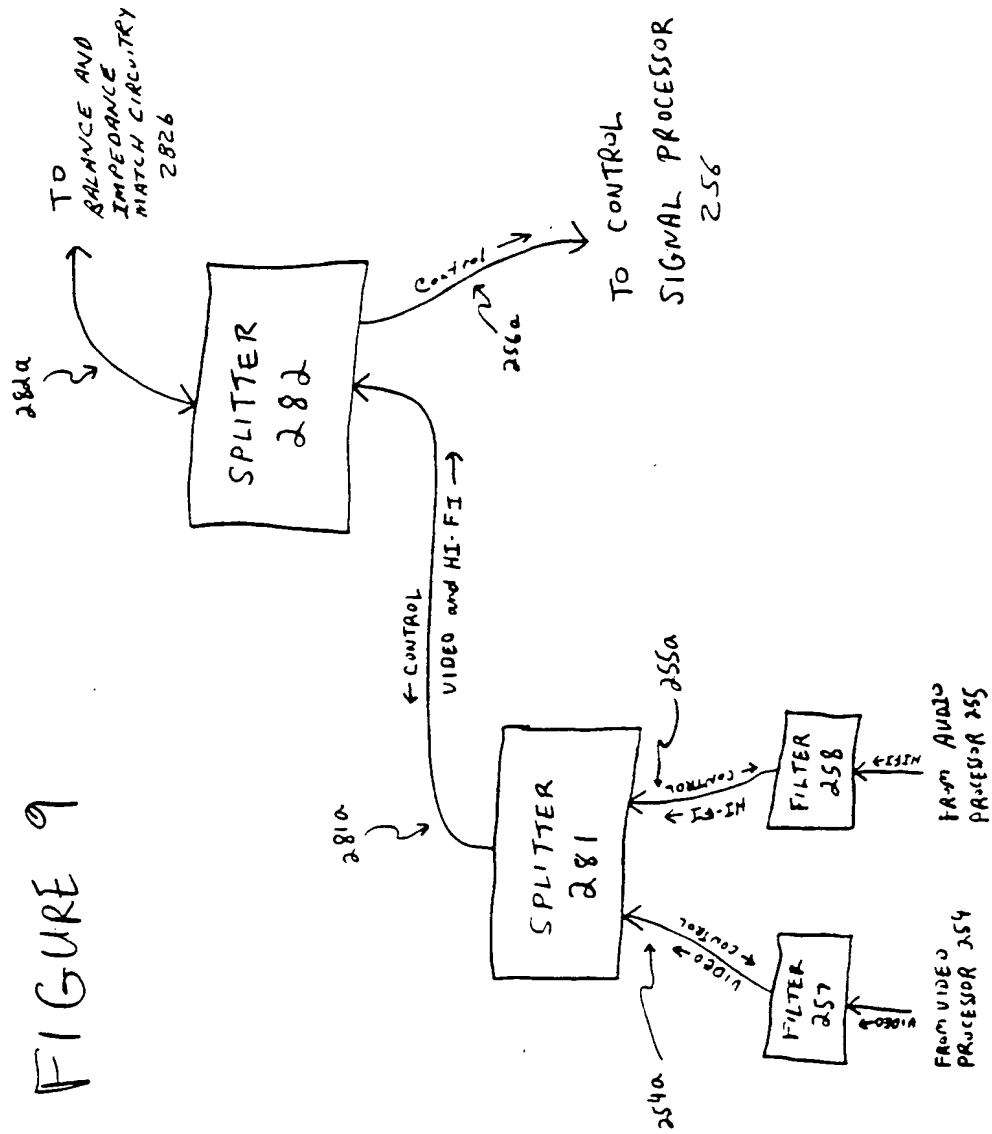 FIGURE 9
TO
BALANCE AND
IMPEDANCE
MATCH CIRCUITRY
282b
282a
SPLITTER
282
Control →
256a
TO CONTROL
SIGNAL PROCESSOR
256
← CONTROL
VIDEO and HI-FI →
281a
SPLITTER
281
255a
HI-FI →
← CONTROL
254a
VIDEO →
← CONTROL
FILTER
258
HIFI →
FROM AUDIO
PROCESSOR 255
FILTER
257
VIDEO →
FROM VIDEO
PROCESSOR 254